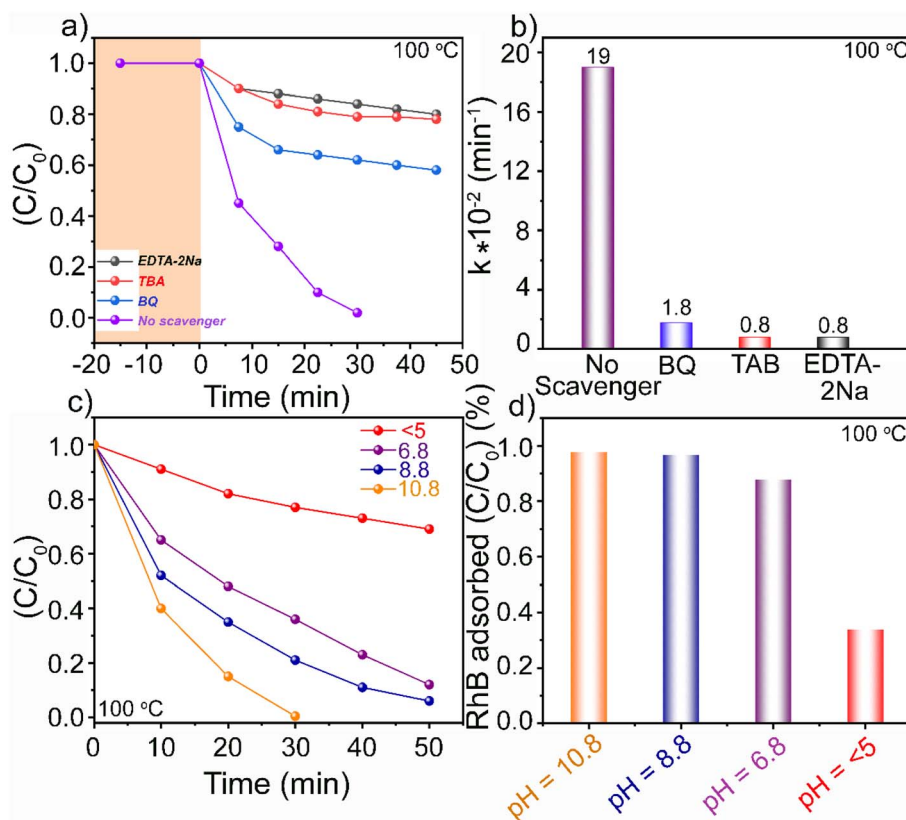 a)
100 °C
(C/C0)
1.0
0.8
0.6
0.4
0.2
0.0
EDTA-2Na
TBA
BQ
No scavenger
-20 -10 0 10 20 30 40 50
Time (min)
b)
100 °C
k*10-2 (min-1)
20
16
12
8
4
0
19
1.8
0.8
0.8
No Scavenger
BQ
TAB
EDTA-2Na
c)
(C/C0)
1.0
0.8
0.6
0.4
0.2
0.0
<5
6.8
8.8
10.8
100 °C
0 10 20 30 40 50
Time (min)
d)
100 °C
RhB adsorbed (C/C0) (%)
1.0
0.8
0.6
0.4
0.2
0.0
pH = 10.8
pH = 8.8
pH = 6.8
pH = <5